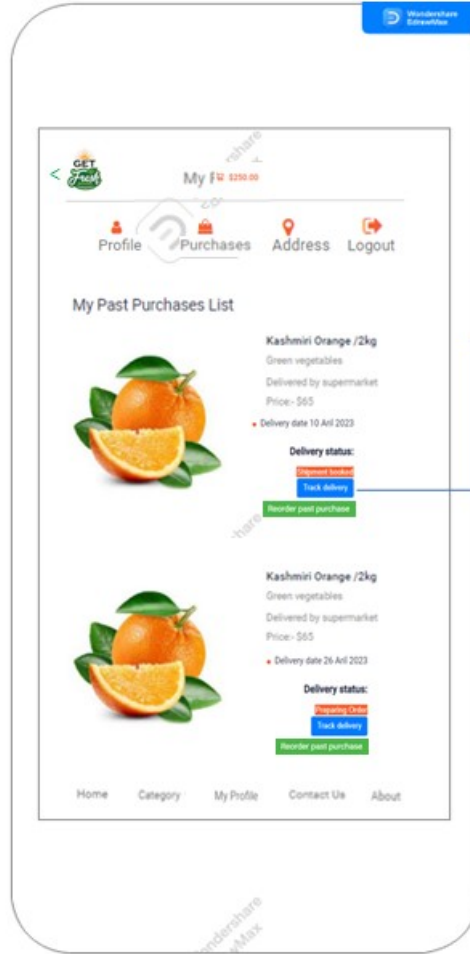 Wondershare
EdrawMax
GET
Fresh
<
My P $250.00
Profile Purchases Address Logout
My Past Purchases List
Kashmiri Orange /2kg
Green vegetables
Delivered by supermarket
Price:- $65
Delivery date 10 Aril 2023
Delivery status:
Shipment booked
Track delivery
Reorder past purchase
Kashmiri Orange /2kg
Green vegetables
Delivered by supermarket
Price:- $65
Delivery date 26 Aril 2023
Delivery status:
Preparing Order
Track delivery
Reorder past purchase
Home Category My Profile Contact Us About